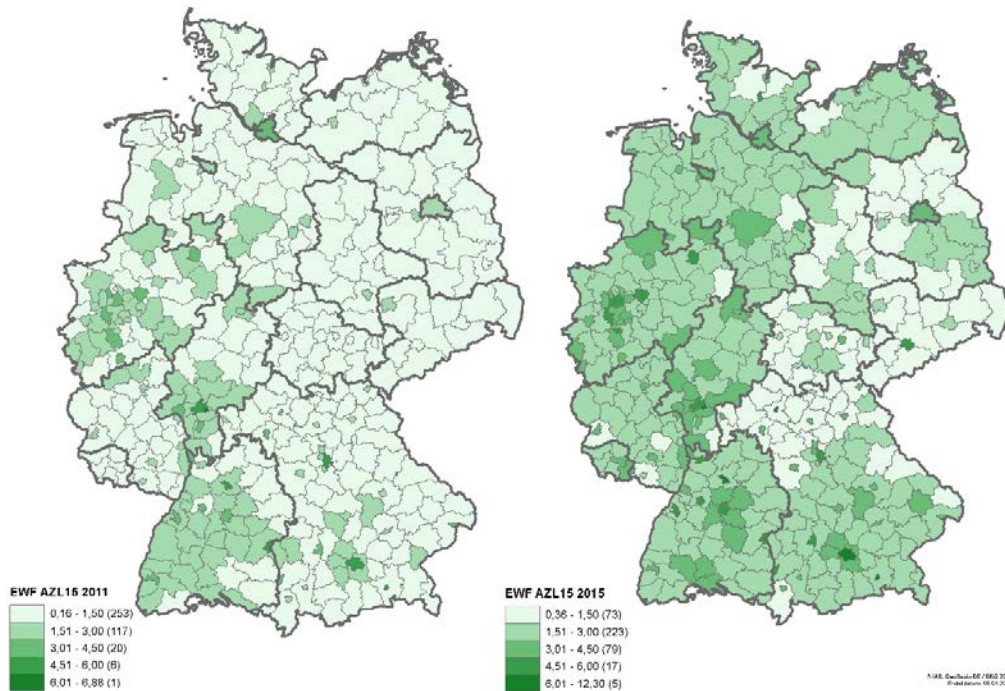 EWF AZL15 2011
0,16 - 1,50 (253)
1,51 - 3,00 (117)
3,01 - 4,50 (20)
4,51 - 6,00 (6)
6,01 - 6,88 (1)
EWF AZL15 2015
0,36 - 1,50 (73)
1,51 - 3,00 (223)
3,01 - 4,50 (79)
4,51 - 6,00 (17)
6,01 - 12,30 (5)